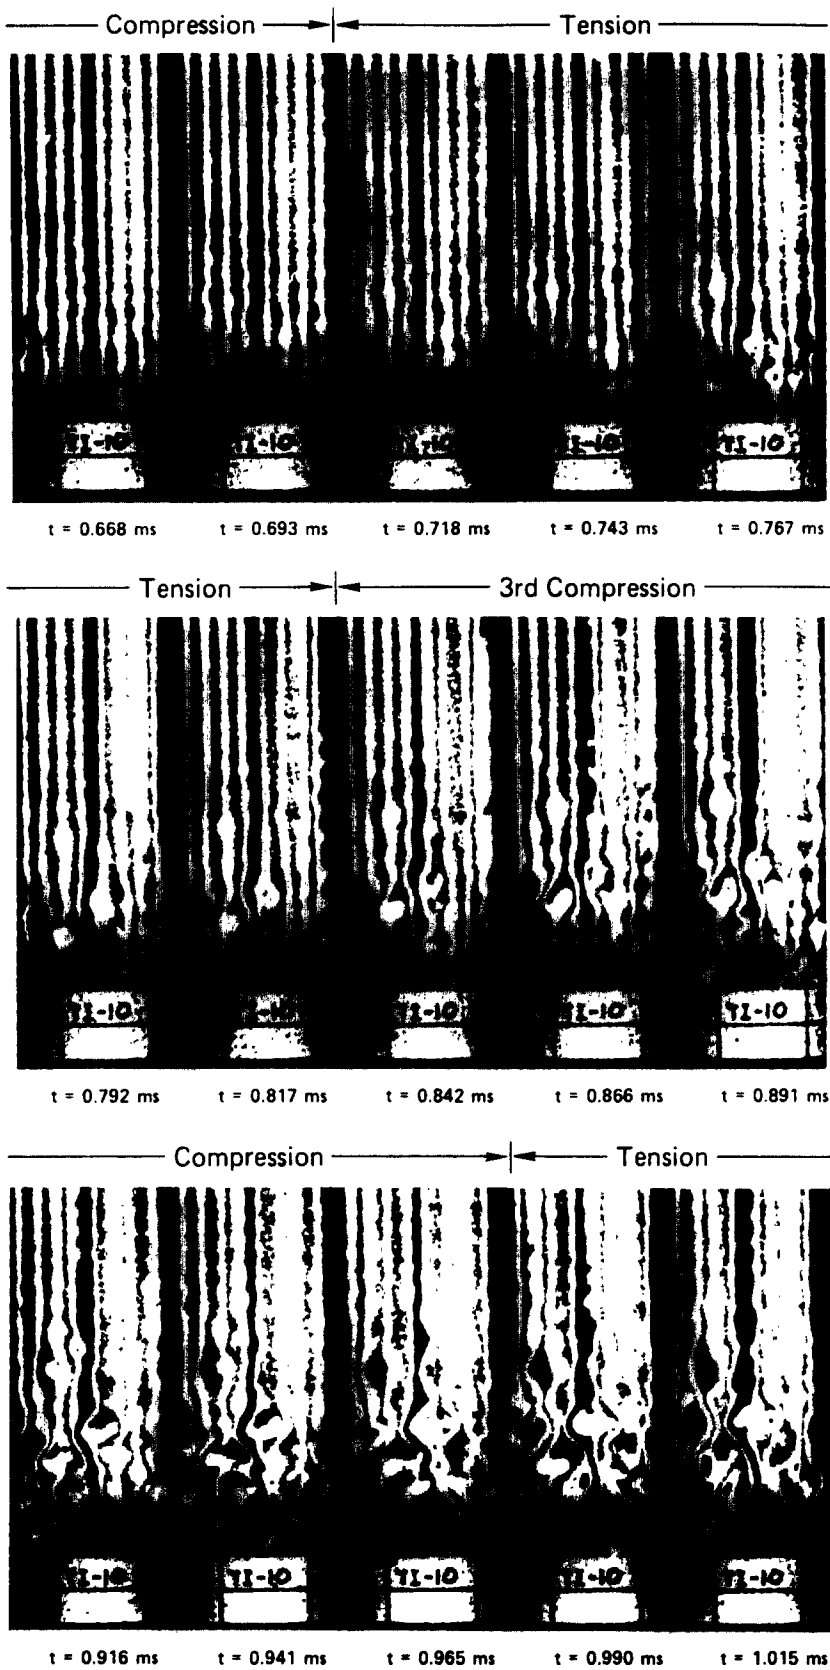 Compression Tension
TI-10 TI-10 TI-10 TI-10 TI-10
t = 0.668 ms t = 0.693 ms t = 0.718 ms t = 0.743 ms t = 0.767 ms
Tension 3rd Compression
TI-10 TI-10 TI-10 TI-10 TI-10
t = 0.792 ms t = 0.817 ms t = 0.842 ms t = 0.866 ms t = 0.891 ms
Compression Tension
TI-10 TI-10 TI-10 TI-10 TI-10
t = 0.916 ms t = 0.941 ms t = 0.965 ms t = 0.990 ms t = 1.015 ms